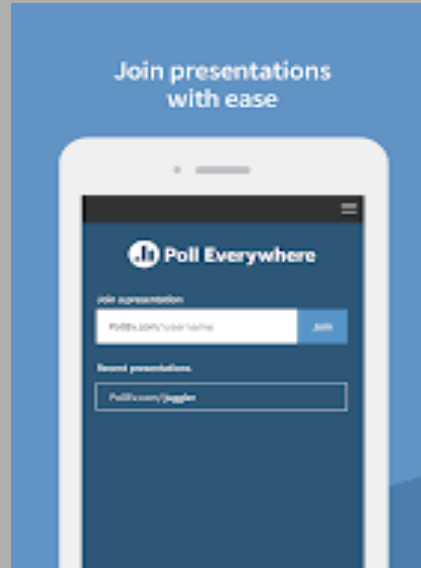 Join presentations
with ease
Poll Everywhere
Join a presentation
PollEv.com/username
Join
Recent presentations
PollEv.com/juggler